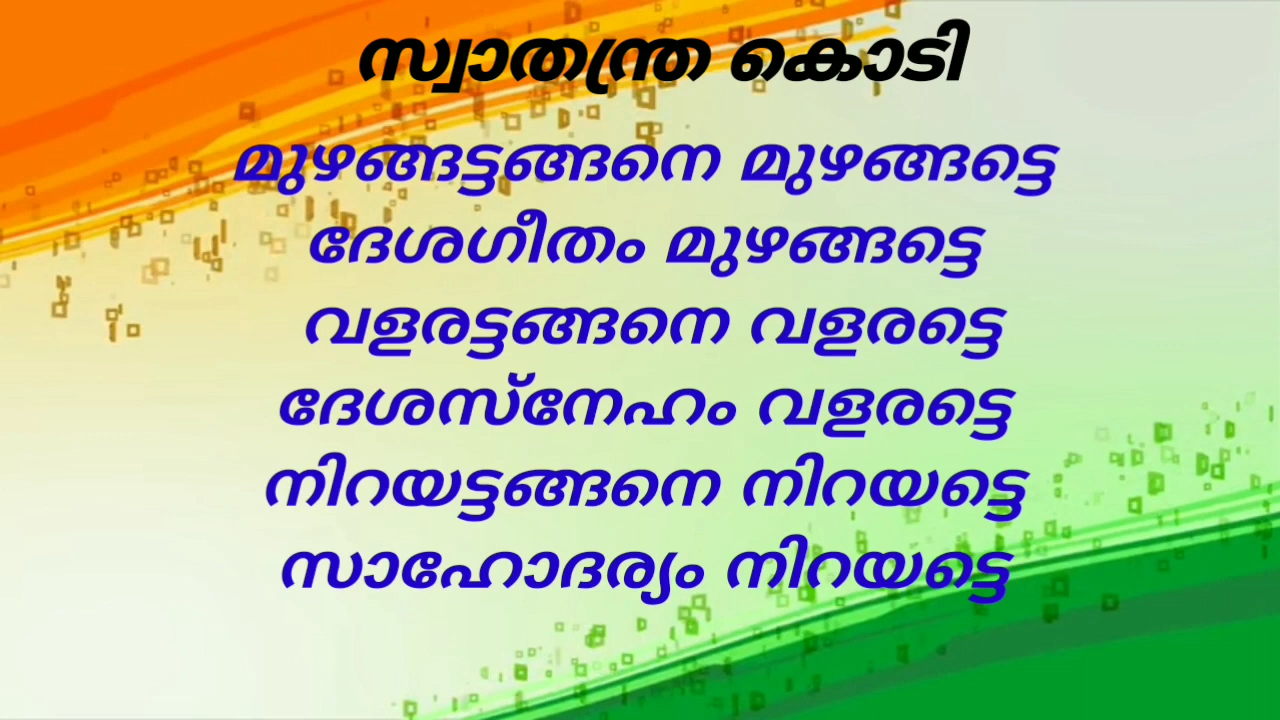 സ്വാതന്ത്ര കൊടി
മുഴങ്ങട്ടങ്ങനെ മുഴങ്ങട്ടെ
ദേശഗീതം മുഴങ്ങട്ടെ
വളരട്ടങ്ങനെ വളരട്ടെ
ദേശസ്നേഹം വളരട്ടെ
നിറയട്ടങ്ങനെ നിറയട്ടെ
സാഹോദര്യം നിറയട്ടെ